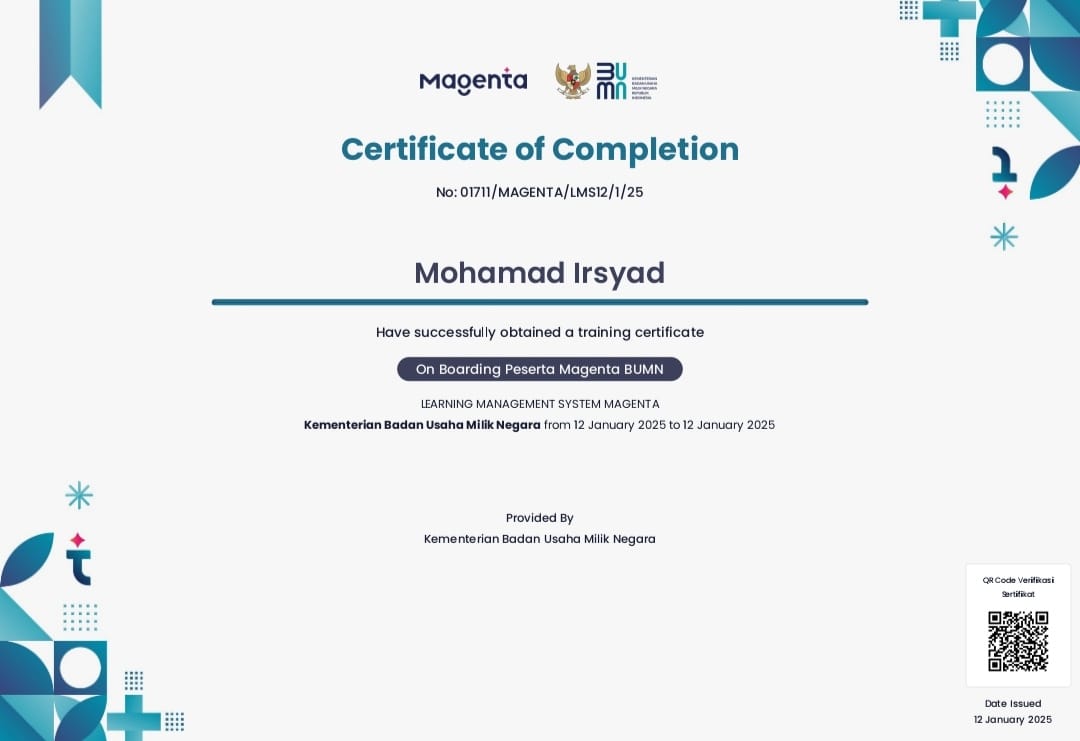 Magenta
BUMN
KEMENTERIAN
BADAN USAHA
MILIK NEGARA
REPUBLIK
INDONESIA
Certificate of Completion
No: 01711/MAGENTA/LMS12/1/25
Mohamad Irsyad
Have successfully obtained a training certificate
On Boarding Peserta Magenta BUMN
LEARNING MANAGEMENT SYSTEM MAGENTA
Kementerian Badan Usaha Milik Negara from 12 January 2025 to 12 January 2025
Provided By
Kementerian Badan Usaha Milik Negara
QR Code Verifikasi
Sertifikat
Date Issued
12 January 2025